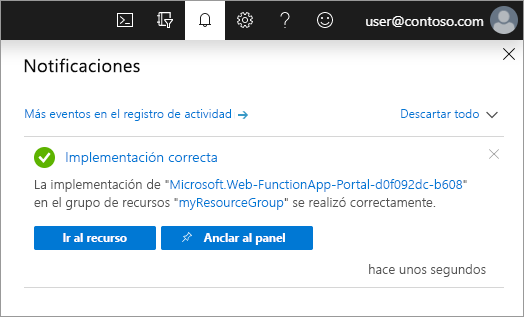 user@contoso.com
Notificaciones
Más eventos en el registro de actividad
Descartar todo
Implementación correcta
La implementación de "Microsoft.Web-FunctionApp-Portal-d0f092dc-b608"
en el grupo de recursos "myResourceGroup" se realizó correctamente.
Ir al recurso
Anclar al panel
hace unos segundos